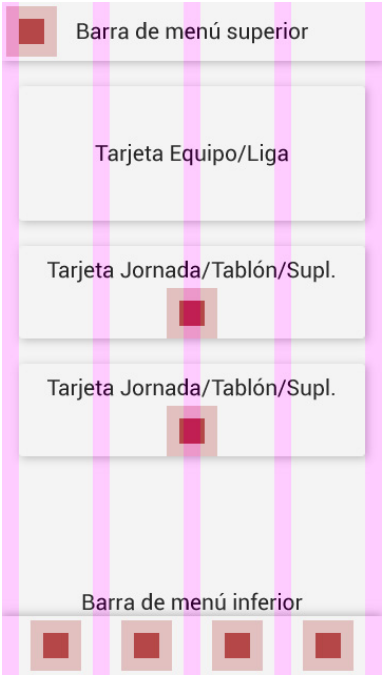 Barra de menú superior
Tarjeta Equipo/Liga
Tarjeta Jornada/Tablón/Supl.
Tarjeta Jornada/Tablón/Supl.
Barra de menú inferior